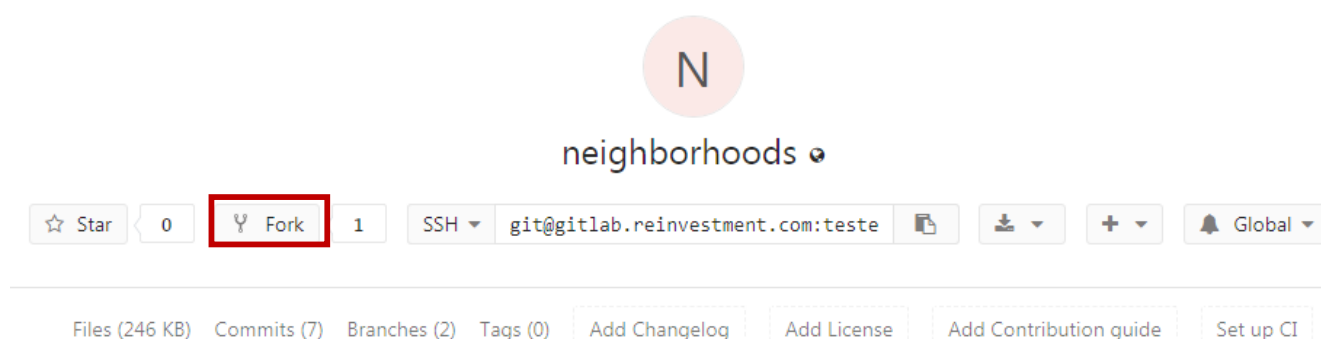 N
neighborhoods
Star 0 Fork 1 SSH git@gitlab.reinvestment.com:teste Global
Files (246 KB) Commits (7) Branches (2) Tags (0) Add Changelog Add License Add Contribution guide Set up CI